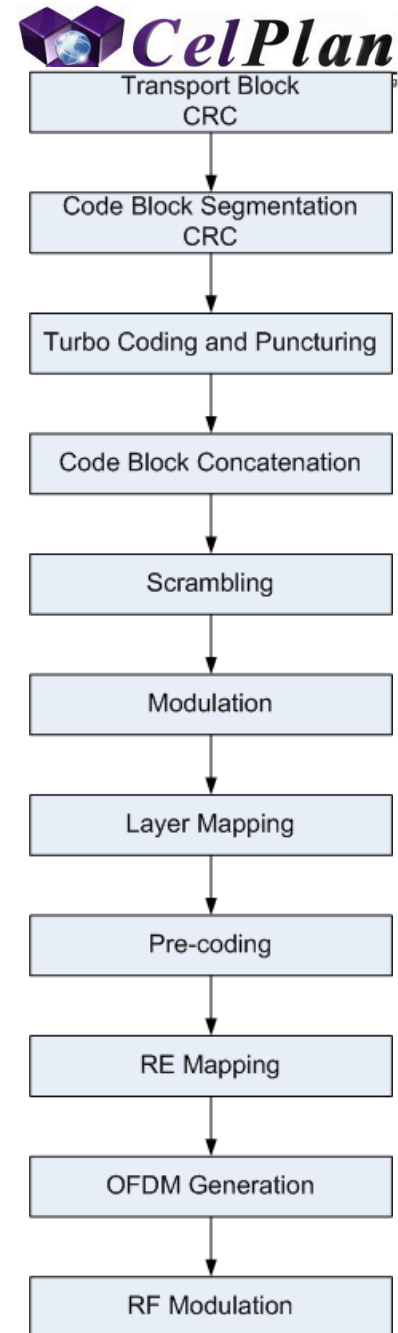 CelPlan
Transport Block
CRC
Code Block Segmentation
CRC
Turbo Coding and Puncturing
Code Block Concatenation
Scrambling
Modulation
Layer Mapping
Pre-coding
RE Mapping
OFDM Generation
RF Modulation